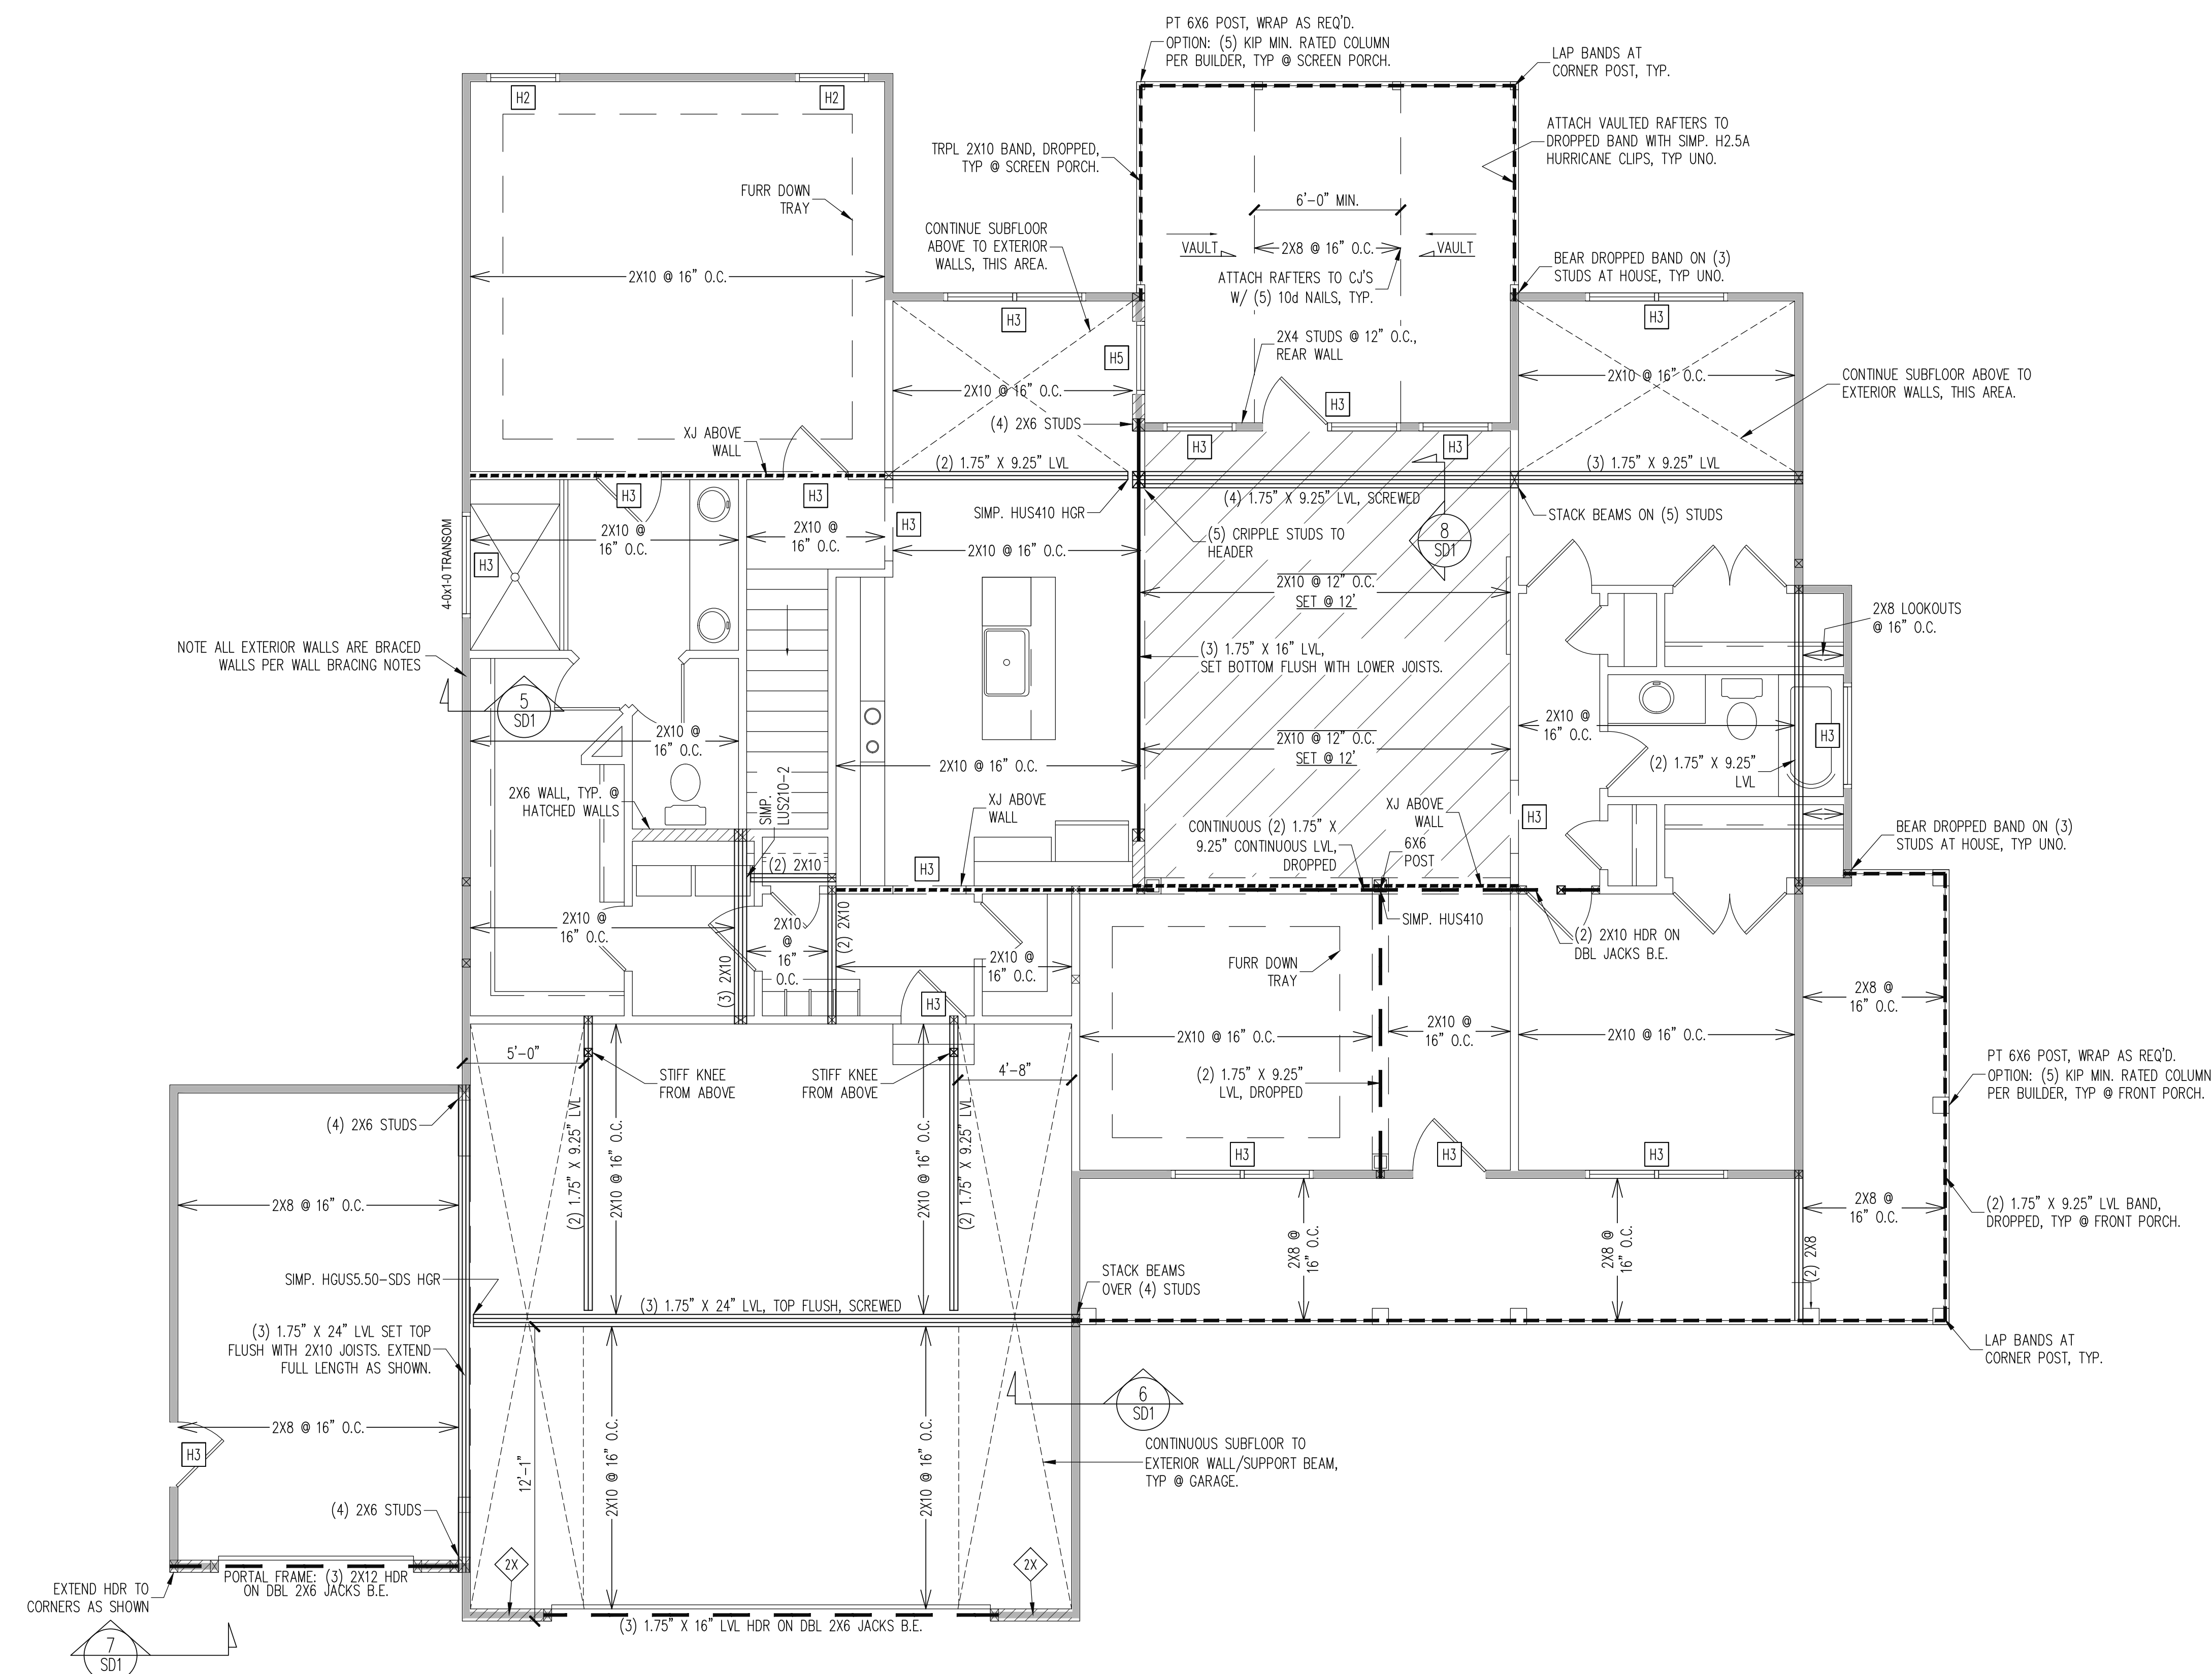 PT 6X6 POST, WRAP AS REQ'D.
OPTION: (5) KIP MIN. RATED COLUMN
PER BUILDER, TYP @ SCREEN PORCH.
LAP BANDS AT
CORNER POST, TYP.
H2
H2
TRPL 2X10 BAND, DROPPED,
TYP @ SCREEN PORCH.
ATTACH VAULTED RAFTERS TO
DROPPED BAND WITH SIMP. H2.5A
HURRICANE CLIPS, TYP UNO.
FURR DOWN
TRAY
6'-0" MIN.
CONTINUE SUBFLOOR
ABOVE TO EXTERIOR
WALLS, THIS AREA.
VAULT
2X8 @ 16" O.C.
VAULT
2X10 @ 16" O.C.
ATTACH RAFTERS TO CJ'S
W/ (5) 10d NAILS, TYP.
BEAR DROPPED BAND ON (3)
STUDS AT HOUSE, TYP UNO.
H3
H3
H5
2X4 STUDS @ 12" O.C.,
REAR WALL
2X10 @ 16" O.C.
2X10 @ 16" O.C.
CONTINUE SUBFLOOR ABOVE TO
EXTERIOR WALLS, THIS AREA.
H3
(4) 2X6 STUDS
XJ ABOVE
WALL
H3
H3
(2) 1.75" X 9.25" LVL
(3) 1.75" X 9.25" LVL
H3
H3
(4) 1.75" X 9.25" LVL, SCREWED
SIMP. HUS410 HGR
STACK BEAMS ON (5) STUDS
H3
4-0x1-0 TRANSOM
2X10 @
16" O.C.
2X10 @
16" O.C.
(5) CRIPPLE STUDS TO
HEADER
8
SD1
2X10 @ 16" O.C.
H3
2X10 @ 12" O.C.
SET @ 12'
2X8 LOOKOUTS
@ 16" O.C.
NOTE ALL EXTERIOR WALLS ARE BRACED
WALLS PER WALL BRACING NOTES
(3) 1.75" X 16" LVL,
SET BOTTOM FLUSH WITH LOWER JOISTS.
5
SD1
2X10 @
16" O.C.
2X10 @ 12" O.C.
SET @ 12'
2X10 @
16" O.C.
H3
(2) 1.75" X 9.25"
LVL
2X10 @ 16" O.C.
2X6 WALL, TYP. @
HATCHED WALLS
SIMP.
LUS210-2
XJ ABOVE
WALL
XJ ABOVE
WALL
H3
CONTINUOUS (2) 1.75" X
9.25" CONTINUOUS LVL,
DROPPED
6X6
POST
BEAR DROPPED BAND ON (3)
STUDS AT HOUSE, TYP UNO.
(2) 2X10
H3
2X10 @
16" O.C.
2X10
@
16"
O.C.
(2) 2X10
SIMP. HUS410
(2) 2X10 HDR ON
DBL JACKS B.E.
FURR DOWN
TRAY
2X10 @
16" O.C.
(3) 2X10
H3
2X8 @
16" O.C.
2X10 @ 16" O.C.
2X10 @
16" O.C.
2X10 @ 16" O.C.
5'-0"
STIFF KNEE
FROM ABOVE
STIFF KNEE
FROM ABOVE
4'-8"
(2) 1.75" X 9.25"
LVL, DROPPED
PT 6X6 POST, WRAP AS REQ'D.
OPTION: (5) KIP MIN. RATED COLUMN
PER BUILDER, TYP @ FRONT PORCH.
(4) 2X6 STUDS
(2) 1.75" X 9.25" LVL
2X10 @ 16" O.C.
2X10 @ 16" O.C.
(2) 1.75" X 9.25" LVL
H3
H3
H3
2X8 @ 16" O.C.
2X8 @
16" O.C.
(2) 1.75" X 9.25" LVL BAND,
DROPPED, TYP @ FRONT PORCH.
2X8 @
16" O.C.
2X8 @
16" O.C.
(2) 2X8
SIMP. HGUS5.50-SDS HGR
STACK BEAMS
OVER (4) STUDS
(3) 1.75" X 24" LVL, TOP FLUSH, SCREWED
(3) 1.75" X 24" LVL SET TOP
FLUSH WITH 2X10 JOISTS. EXTEND
FULL LENGTH AS SHOWN.
LAP BANDS AT
CORNER POST, TYP.
6
SD1
2X8 @ 16" O.C.
H3
12'-1"
2X10 @ 16" O.C.
2X10 @ 16" O.C.
CONTINUOUS SUBFLOOR TO
EXTERIOR WALL/SUPPORT BEAM,
TYP @ GARAGE.
(4) 2X6 STUDS
2X
2X
PORTAL FRAME: (3) 2X12 HDR
ON DBL 2X6 JACKS B.E.
EXTEND HDR TO
CORNERS AS SHOWN
(3) 1.75" X 16" LVL HDR ON DBL 2X6 JACKS B.E.
7
SD1